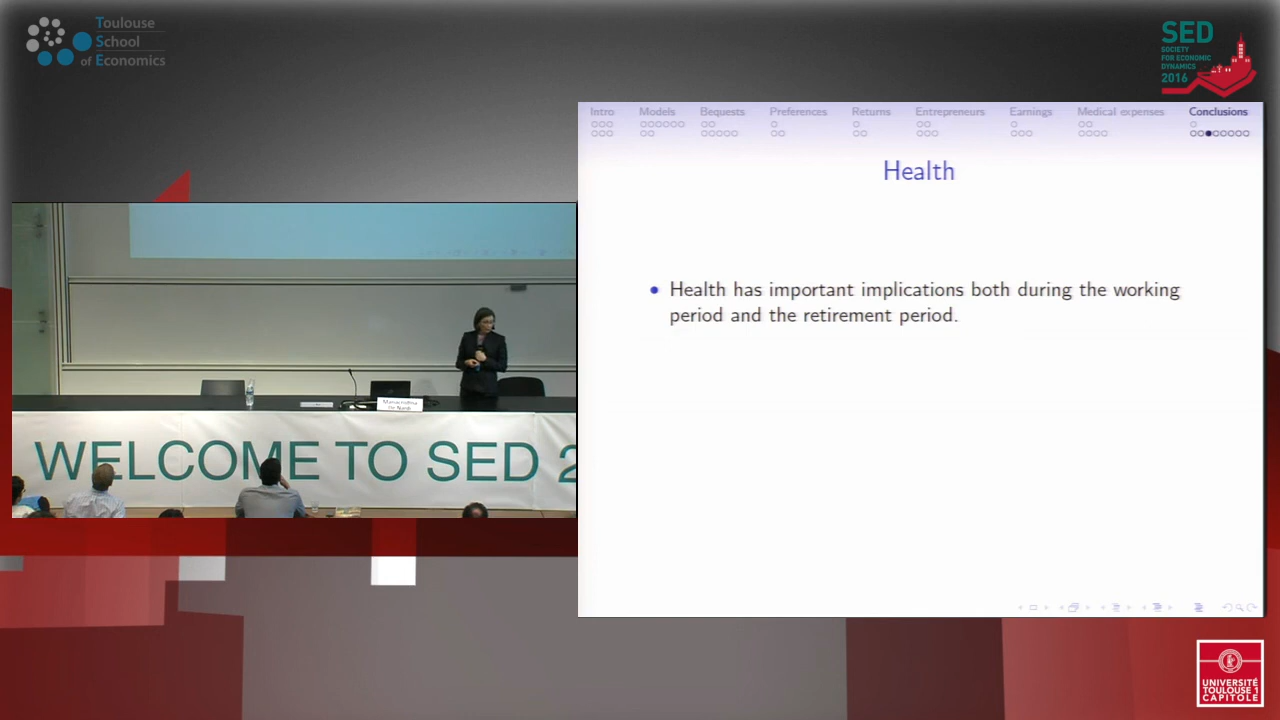 Toulouse
School
of Economics
SED
SOCIETY
FOR ECONOMIC
DYNAMICS
2016
Intro Models Bequests Preferences Returns Entrepreneurs Earnings Medical expenses Conclusions
Health
• Health has important implications both during the working
period and the retirement period.
WELCOME TO SED 2
UNIVERSITÉ
TOULOUSE 1
CAPITOLE